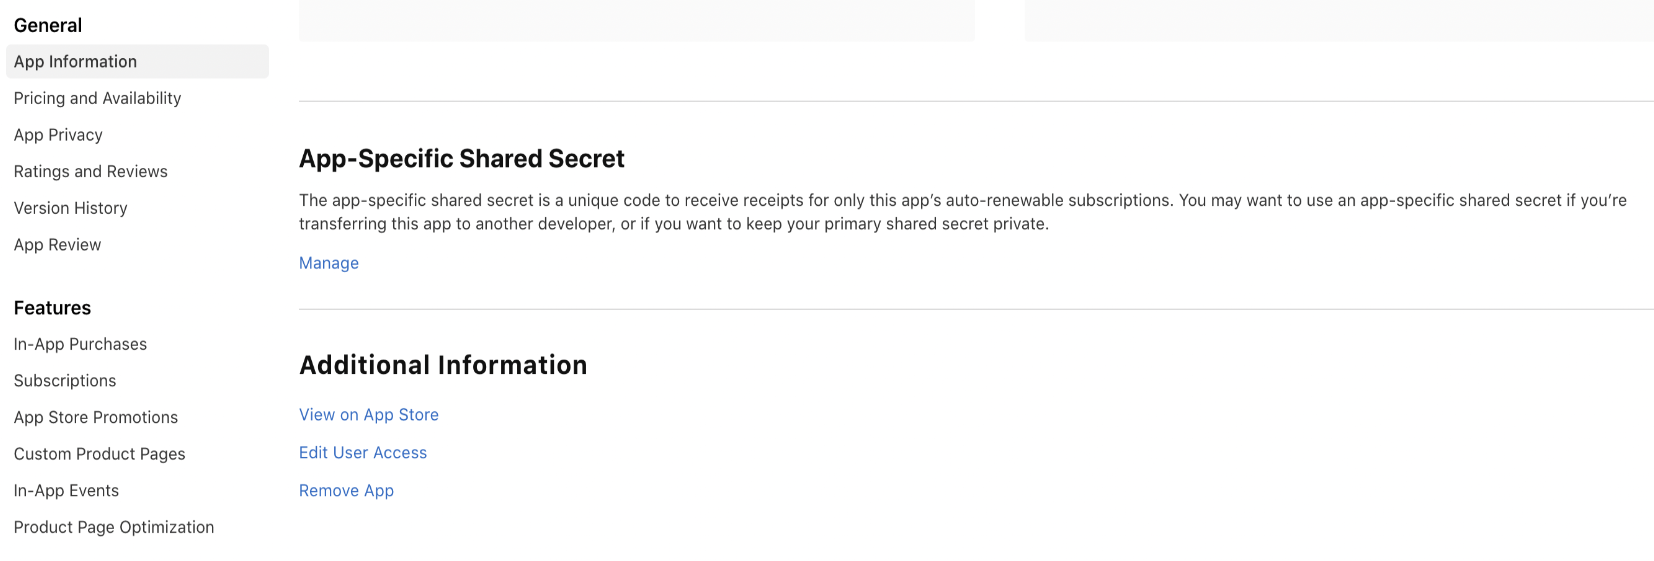 General
App Information
Pricing and Availability
App Privacy
Ratings and Reviews
Version History
App Review
Features
In-App Purchases
Subscriptions
App Store Promotions
Custom Product Pages
In-App Events
Product Page Optimization
App-Specific Shared Secret
The app-specific shared secret is a unique code to receive receipts for only this app’s auto-renewable subscriptions. You may want to use an app-specific shared secret if you’re
transferring this app to another developer, or if you want to keep your primary shared secret private.
Manage
Additional Information
View on App Store
Edit User Access
Remove App